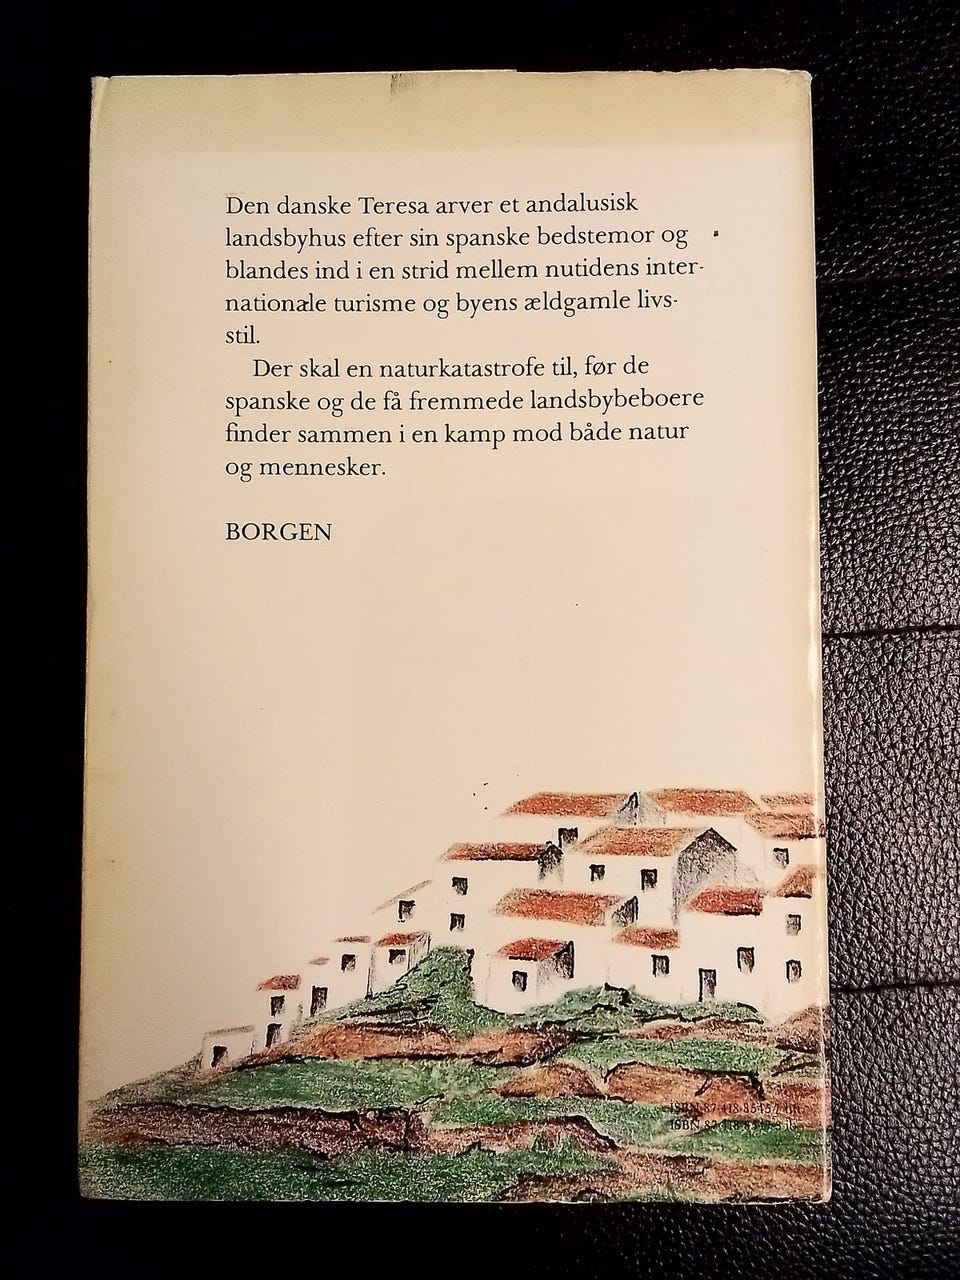 Den danske Teresa arver et andalusisk
landsbyhus efter sin spanske bedstemor og
blandes ind i en strid mellem nutidens inter-
nationale turisme og byens ældgamle livs-
stil.
Der skal en naturkatastrofe til, før de
spanske og de få fremmede landsbybeboere
finder sammen i en kamp mod både natur
og mennesker.
BORGEN
ISBN
ISBN